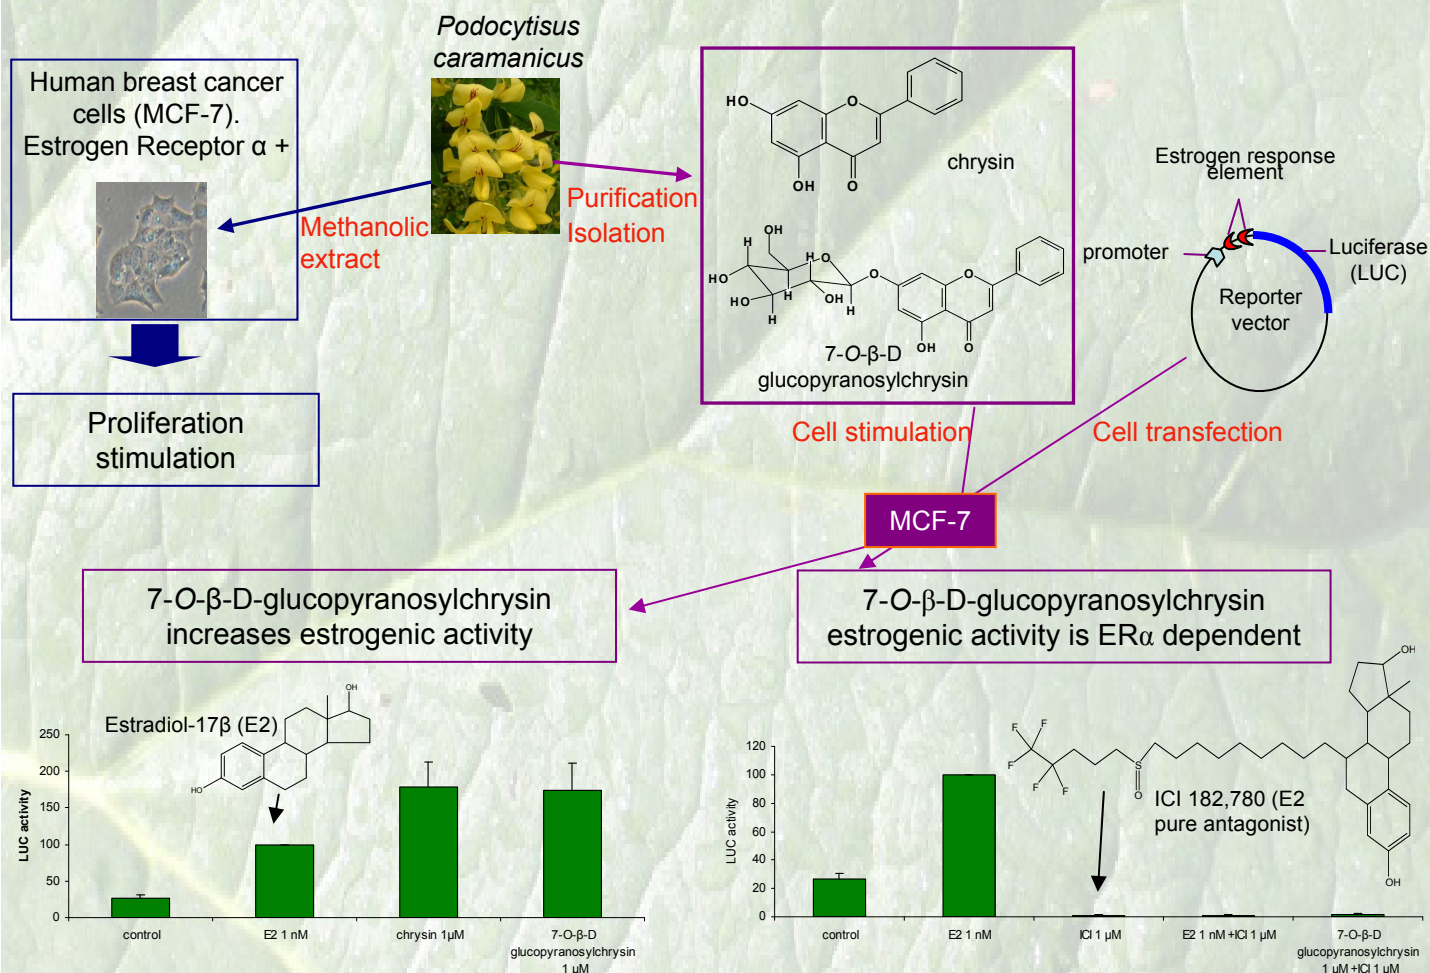 Podocytisus
caramanicus
Human breast cancer
cells (MCF-7).
Estrogen Receptor α +
Methanolic
extract
Purification
Isolation
Proliferation
stimulation
HO
O
OH
O
chrysin
OH
H
HO
HO
H
H
H
O
OH
H
O
O
OH
O
7-O-β-D
glucopyranosylchrysin
Estrogen response
element
promoter
Luciferase
(LUC)
Reporter
vector
Cell stimulation
Cell transfection
MCF-7
7-O-β-D-glucopyranosylchrysin
increases estrogenic activity
7-O-β-D-glucopyranosylchrysin
estrogenic activity is ERα dependent
Estradiol-17β (E2)
OH
HO
LUC activity
250
200
150
100
50
0
control
E2 1 nM
chrysin 1μM
7-O-β-D
glucopyranosylchrysin
1 μM
LUC activity
120
100
80
60
40
20
0
F
F
F
F
F
S
O
OH
OH
ICI 182,780 (E2
pure antagonist)
control
E2 1 nM
ICI 1 μM
E2 1 nM +ICI 1 μM
7-O-β-D
glucopyranosylchrysin
1 μM +ICI 1 μM